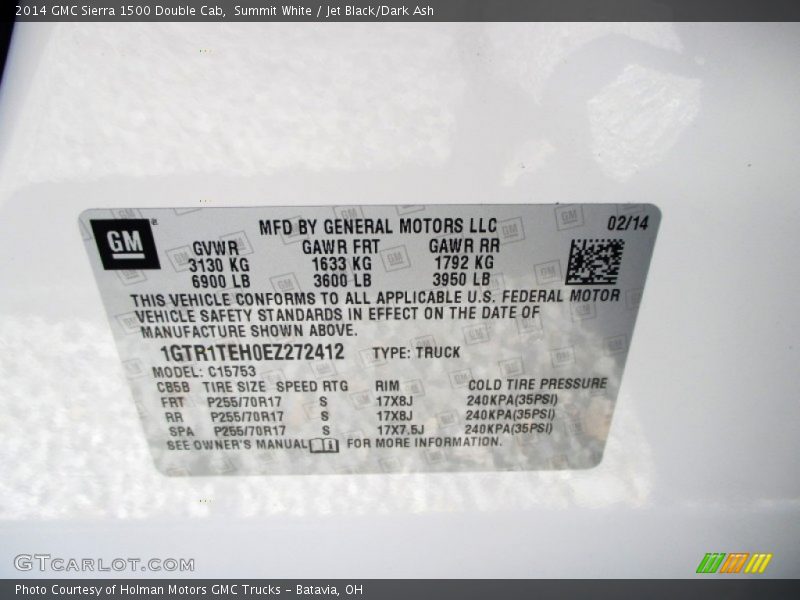 2014 GMC Sierra 1500 Double Cab,  Summit White / Jet Black/Dark Ash
GM
MFD BY GENERAL MOTORS LLC 02/14
GVWR GAWR FRT GAWR RR
3130 KG 1633 KG 1792 KG
6900 LB 3600 LB 3950 LB
THIS VEHICLE CONFORMS TO ALL APPLICABLE U.S. FEDERAL MOTOR
VEHICLE SAFETY STANDARDS IN EFFECT ON THE DATE OF
MANUFACTURE SHOWN ABOVE.
1GTR1TEH0EZ272412 TYPE: TRUCK
MODEL: C15753
CB5B TIRE SIZE SPEED RTG RIM COLD TIRE PRESSURE
FRT P255/70R17 S 17X8J 240KPA(35PSI)
RR P255/70R17 S 17X8J 240KPA(35PSI)
SPA P255/70R17 S 17X7.5J 240KPA(35PSI)
SEE OWNER'S MANUAL FOR MORE INFORMATION.
GTCARLOT.COM
Photo Courtesy of Holman Motors GMC Trucks - Batavia, OH